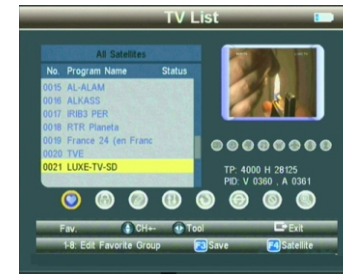 TV List
All Satellites
No. Program Name Status
0015 AL-ALAM
0016 ALKASS
0017 IRIB3 PER
0018 RTR Planeta
0019 France 24 (en Franc
0020 TVE
0021 LUXE-TV-SD
TP: 4000 H 28125
PID: V 0360 , A 0361
Fav. CH+- Tool Exit
1-8: Edit Favorite Group F3 Save F4 Satellite